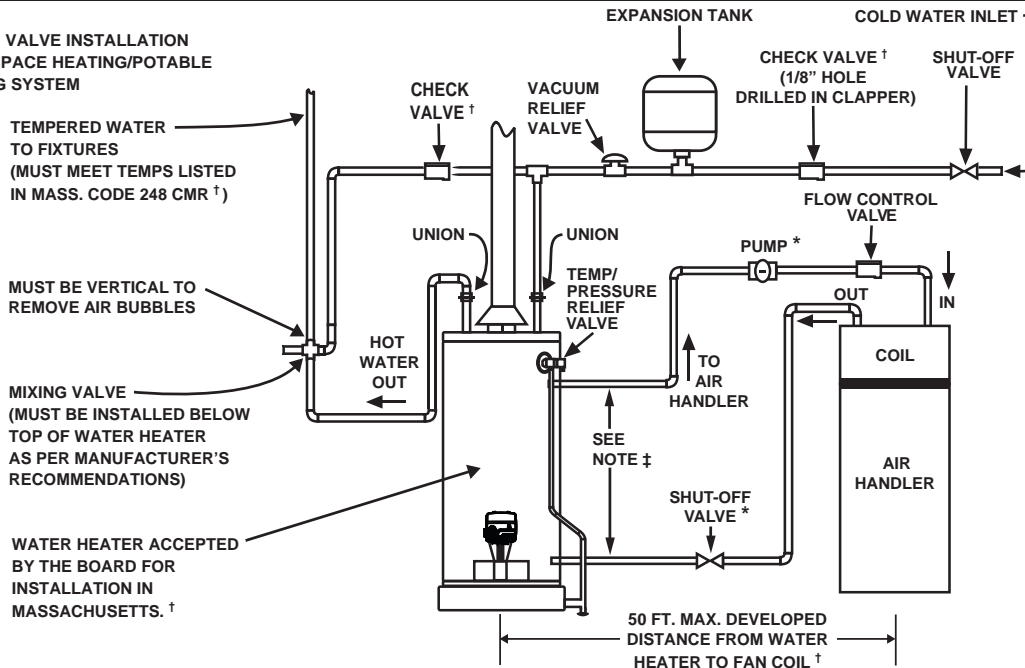 VALVE INSTALLATION
PACE HEATING/POTABLE
G SYSTEM
EXPANSION TANK
COLD WATER INLET
TEMPERED WATER
TO FIXTURES
(MUST MEET TEMPS LISTED
IN MASS. CODE 248 CMR †)
CHECK
VALVE †
VACUUM
RELIEF
VALVE
CHECK VALVE †
(1/8” HOLE
DRILLED IN CLAPPER)
SHUT-OFF
VALVE
FLOW CONTROL
VALVE
UNION
UNION
PUMP *
TEMP/
PRESSURE
RELIEF
VALVE
MUST BE VERTICAL TO
REMOVE AIR BUBBLES
OUT
IN
HOT
WATER
OUT
TO
AIR
HANDLER
COIL
MIXING VALVE
(MUST BE INSTALLED BELOW
TOP OF WATER HEATER
AS PER MANUFACTURER’S
RECOMMENDATIONS)
SEE
NOTE ‡
AIR
HANDLER
SHUT-OFF
VALVE *
WATER HEATER ACCEPTED
BY THE BOARD FOR
INSTALLATION IN
MASSACHUSETTS. †
50 FT. MAX. DEVELOPED
DISTANCE FROM WATER
HEATER TO FAN COIL †